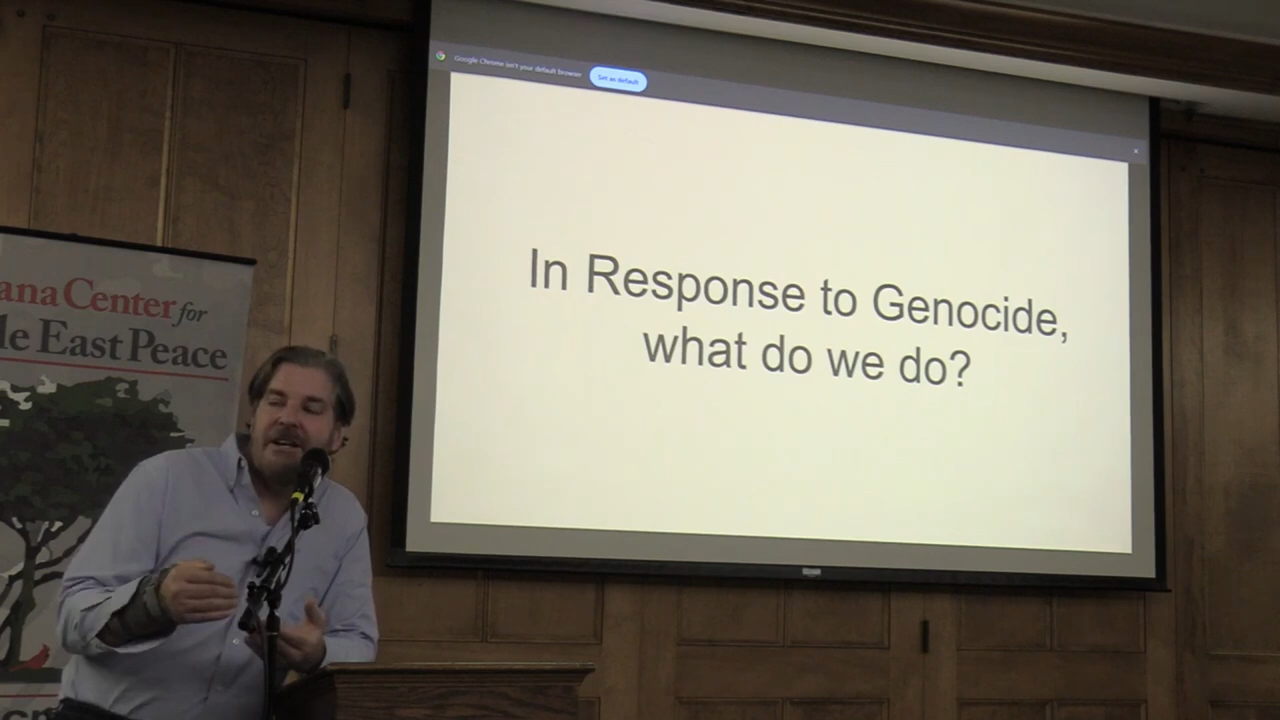 Google Chrome isn't your default browser
Set as default
In Response to Genocide,
what do we do?
ana Center for
le East Peace